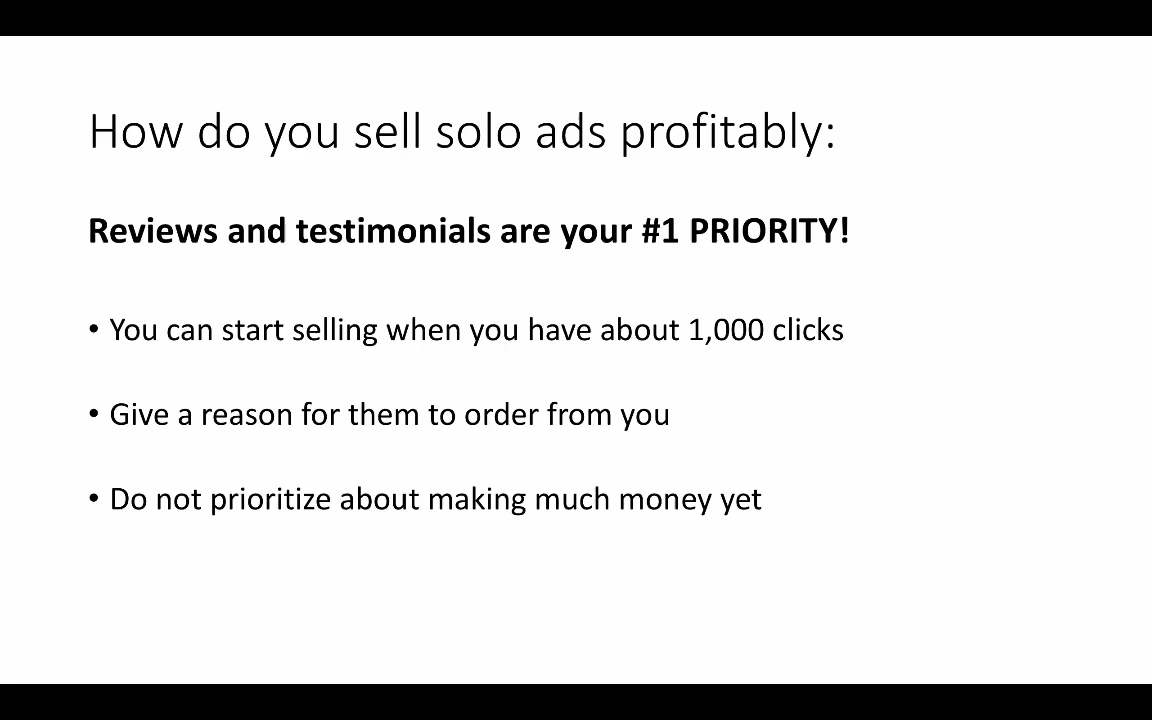 How do you sell solo ads profitably:
Reviews and testimonials are your #1 PRIORITY!
• You can start selling when you have about 1,000 clicks
• Give a reason for them to order from you
• Do not prioritize about making much money yet